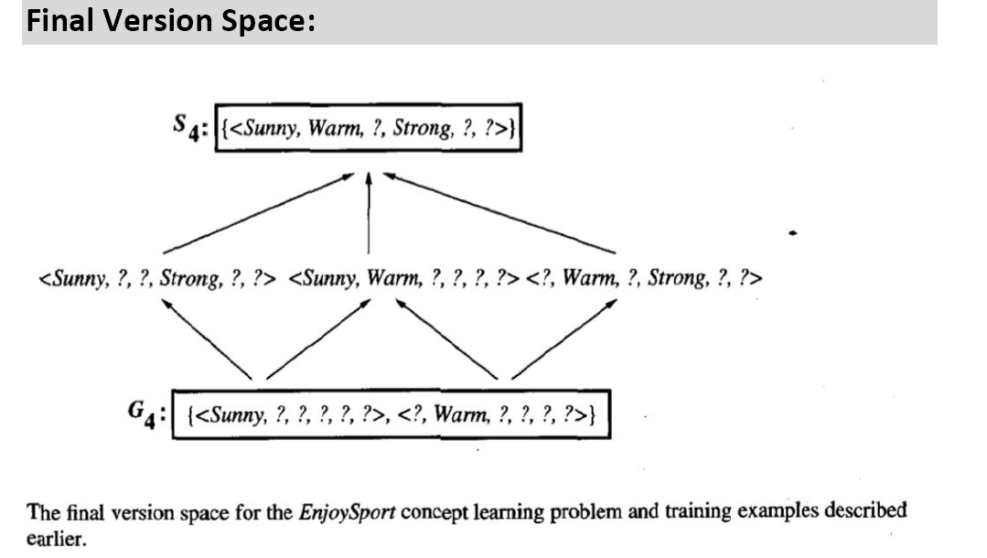 Final Version Space:
S4: {<Sunny, Warm, ?, Strong, ?, ?>}
<Sunny, ?, ?, Strong, ?, ?> <Sunny, Warm, ?, ?, ?, ?> <?, Warm, ?, Strong, ?, ?>
G4: {<Sunny, ?, ?, ?, ?, ?>, <?, Warm, ?, ?, ?, ?>}
The final version space for the EnjoySport concept learning problem and training examples described
earlier.